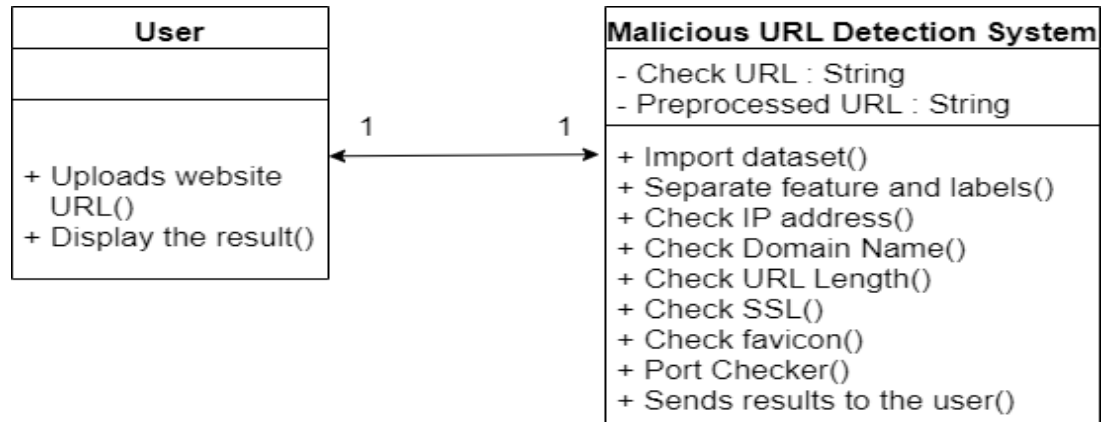 User
+ Uploads website
URL()
+ Display the result()
1
1
Malicious URL Detection System
- Check URL : String
- Preprocessed URL : String
+ Import dataset()
+ Separate feature and labels()
+ Check IP address()
+ Check Domain Name()
+ Check URL Length()
+ Check SSL()
+ Check favicon()
+ Port Checker()
+ Sends results to the user()